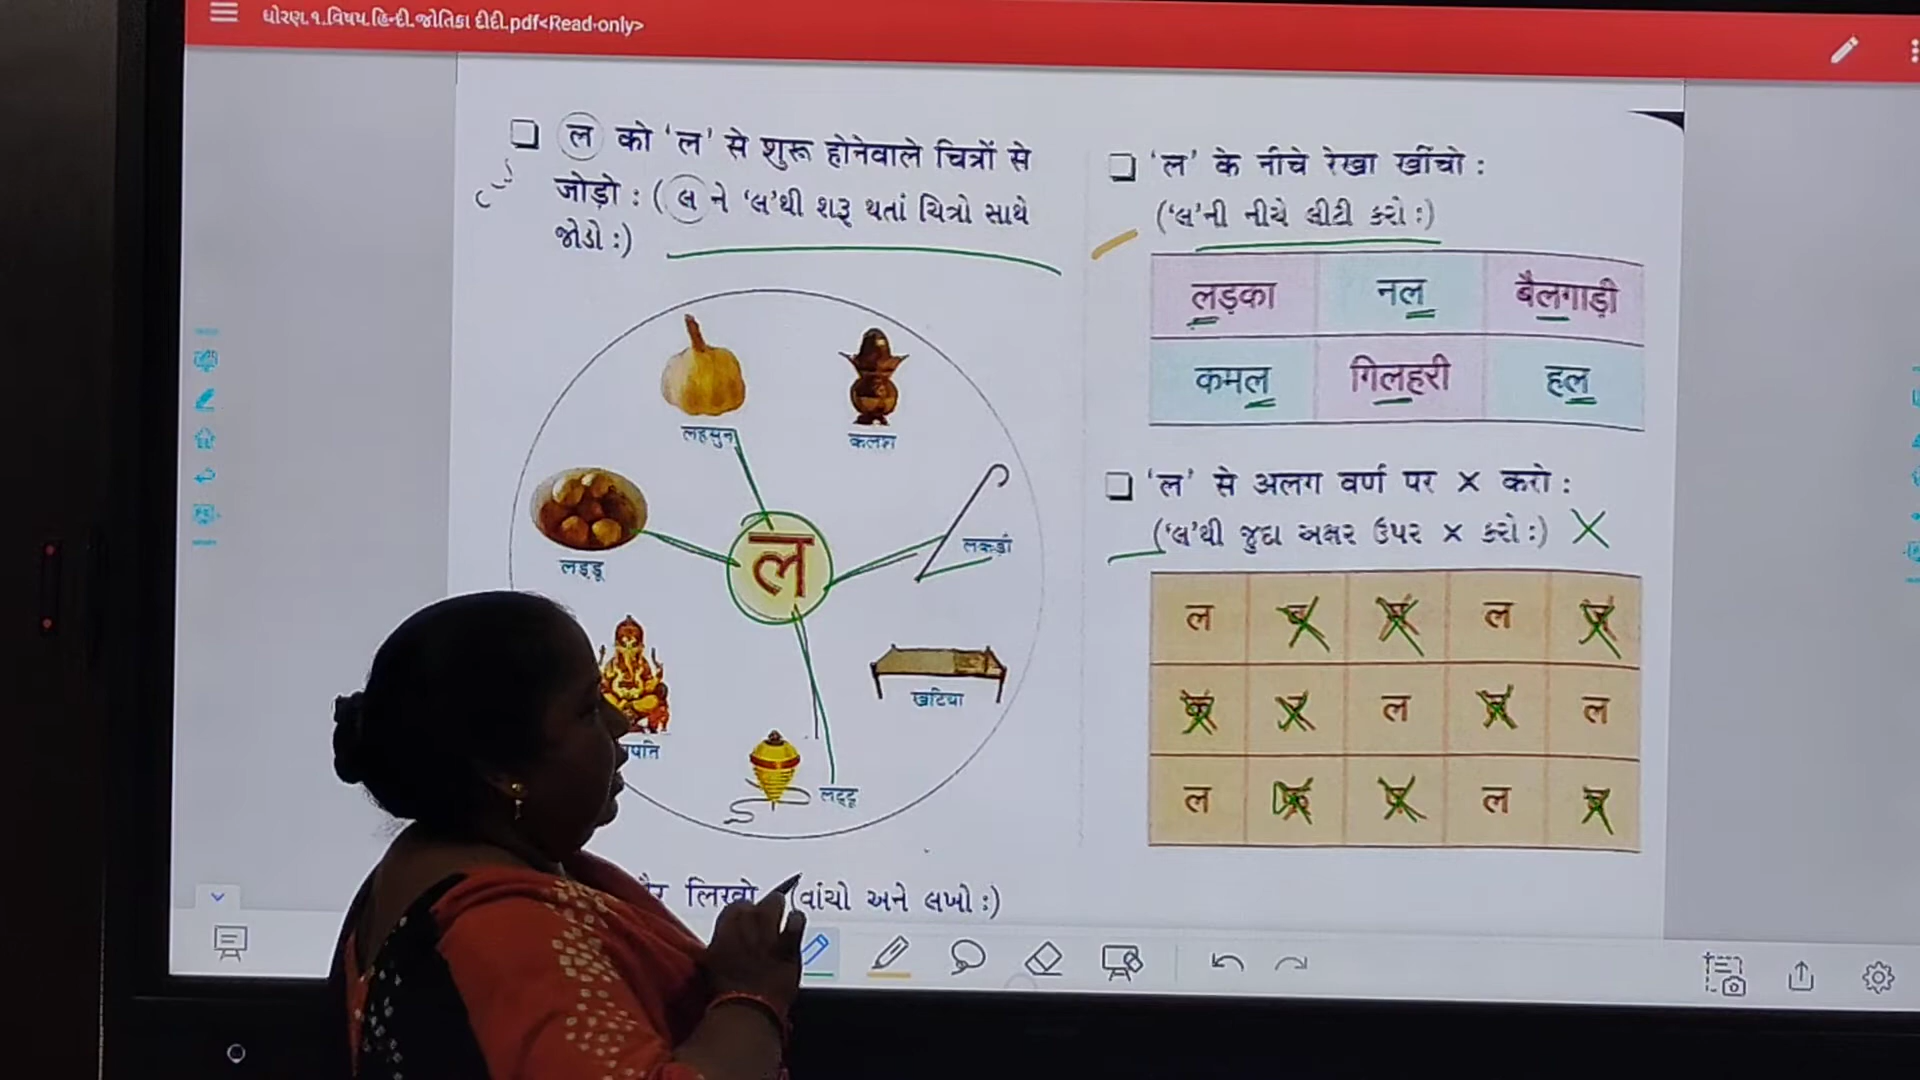 ધોરણ.૧.વિષય.હિન્દી.જોતિકા દીદી.pdf<Read-only>
ल को 'ल' से शुरू होनेवाले चित्रों से
जोड़ो : (લ ને 'લ'થી શરૂ થતાં ચિત્રો સાથે
જોડો :)
लहसुन
कलश
लड्डू
लकड़ी
ल
पति
खटिया
लट्टू
लिखो (વાંચો અને લખો :)
'ल' के नीचे रेखा खींचो :
('લ'ની નીચે લીટી કરો :)
लड़का नल बैलगाड़ी
कमल गिलहरी हल
'ल' से अलग वर्ण पर × करो :
('લ'થી જુદા અક્ષર ઉપર × કરો :) X
ल ल
ल ल
ल ल